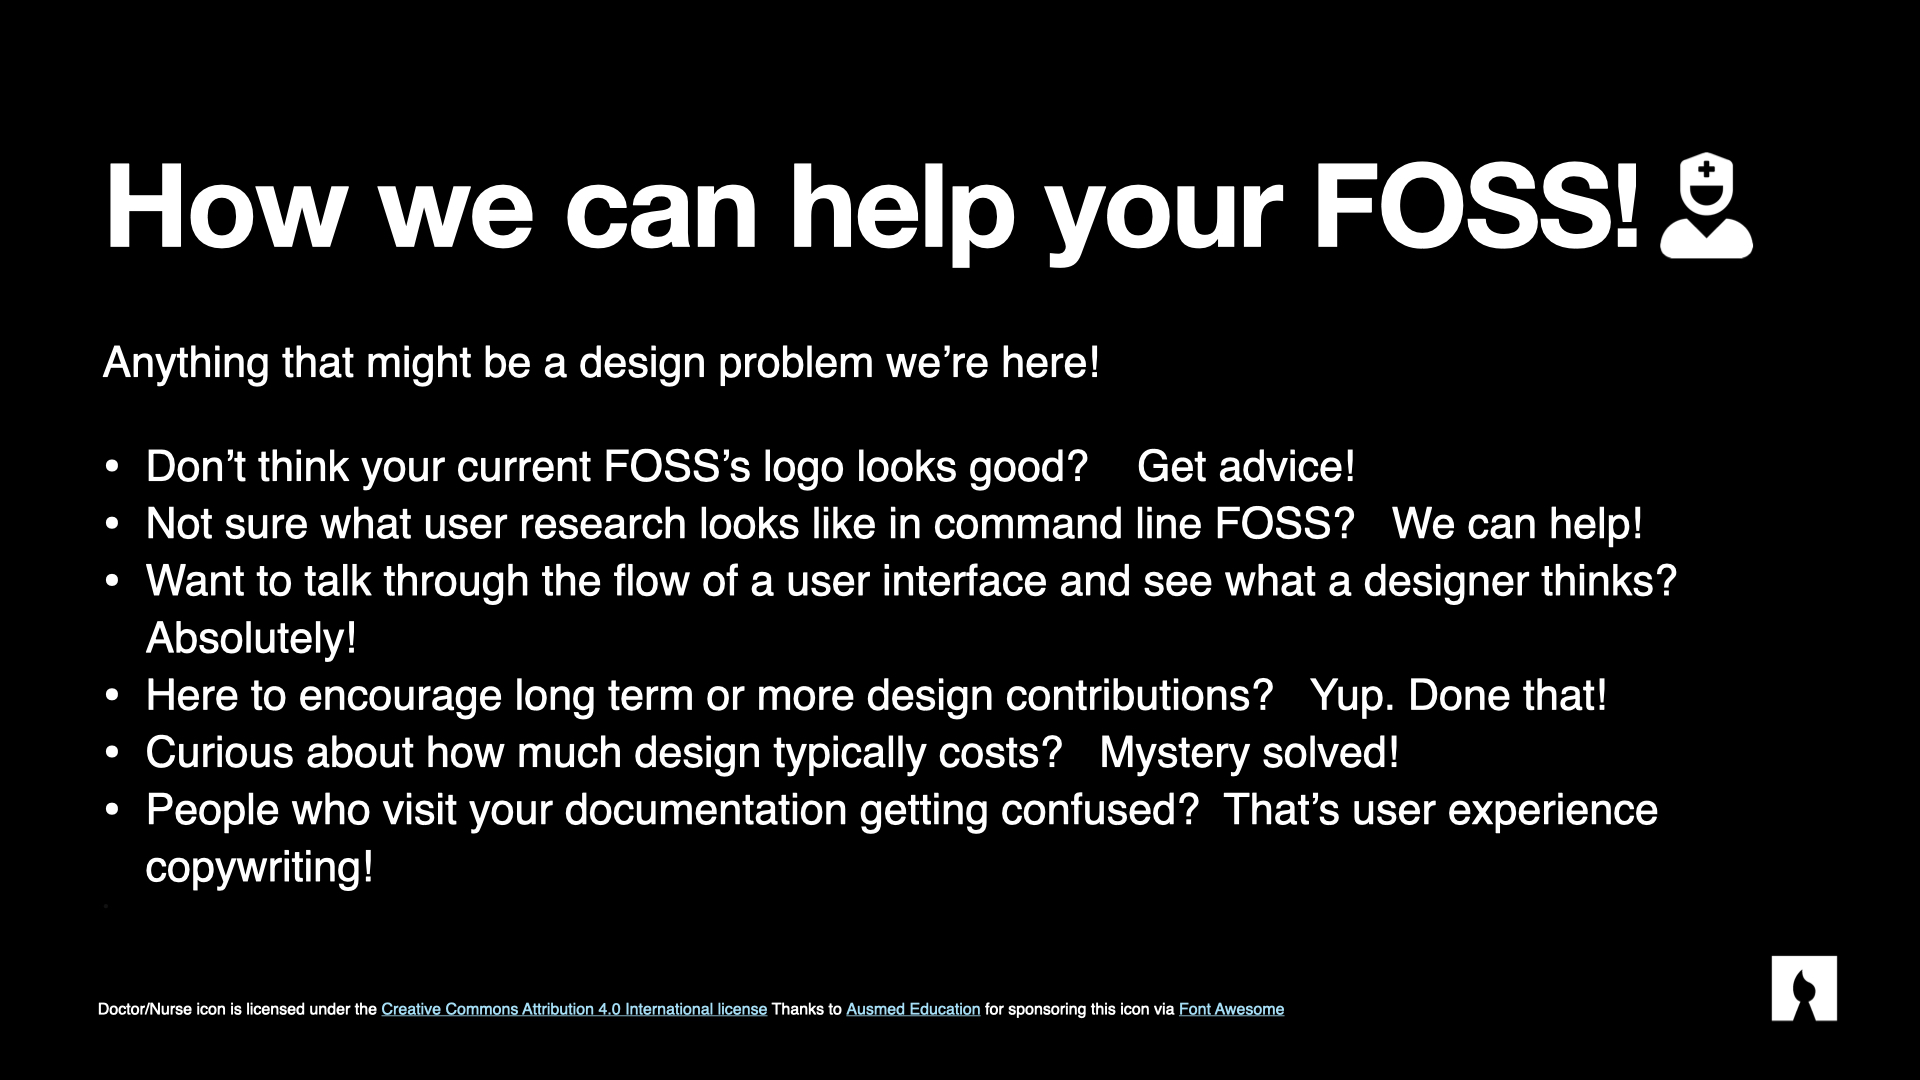 How we can help your FOSS!
Anything that might be a design problem we’re here!
• Don’t think your current FOSS’s logo looks good? Get advice!
• Not sure what user research looks like in command line FOSS? We can help!
• Want to talk through the flow of a user interface and see what a designer thinks?
Absolutely!
• Here to encourage long term or more design contributions? Yup. Done that!
• Curious about how much design typically costs? Mystery solved!
• People who visit your documentation getting confused? That’s user experience
copywriting!
Doctor/Nurse icon is licensed under the Creative Commons Attribution 4.0 International license Thanks to Ausmed Education for sponsoring this icon via Font Awesome